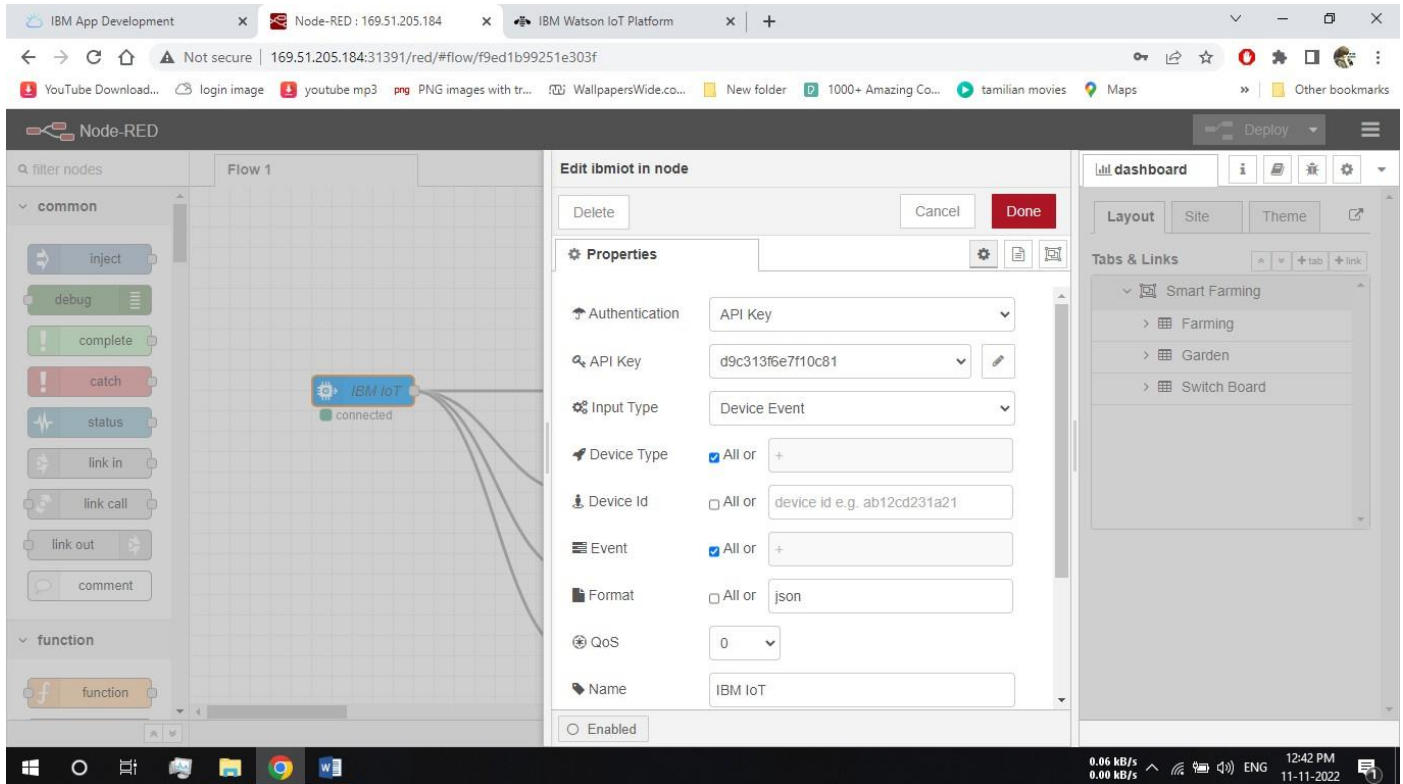 IBM App Development
Node-RED : 169.51.205.184
IBM Watson IoT Platform
Not secure | 169.51.205.184:31391/red/#flow/f9ed1b99251e303f
YouTube Download... login image youtube mp3 png PNG images with tr... WallpapersWide.co... New folder 1000+ Amazing Co... tamilian movies Maps » Other bookmarks
Node-RED
Deploy
filter nodes
Flow 1
common
inject
debug
complete
catch
status
link in
link call
link out
comment
function
function
IBM IoT
connected
Edit ibmiot in node
Delete
Cancel
Done
Properties
Authentication API Key
API Key d9c313f6e7f10c81
Input Type Device Event
Device Type All or +
Device Id All or device id e.g. ab12cd231a21
Event All or +
Format All or json
QoS 0
Name IBM IoT
Enabled
dashboard
i
Layout Site Theme
Tabs & Links +tab +link
Smart Farming
Farming
Garden
Switch Board
0.06 kB/s
0.00 kB/s
ENG
12:42 PM
11-11-2022
1